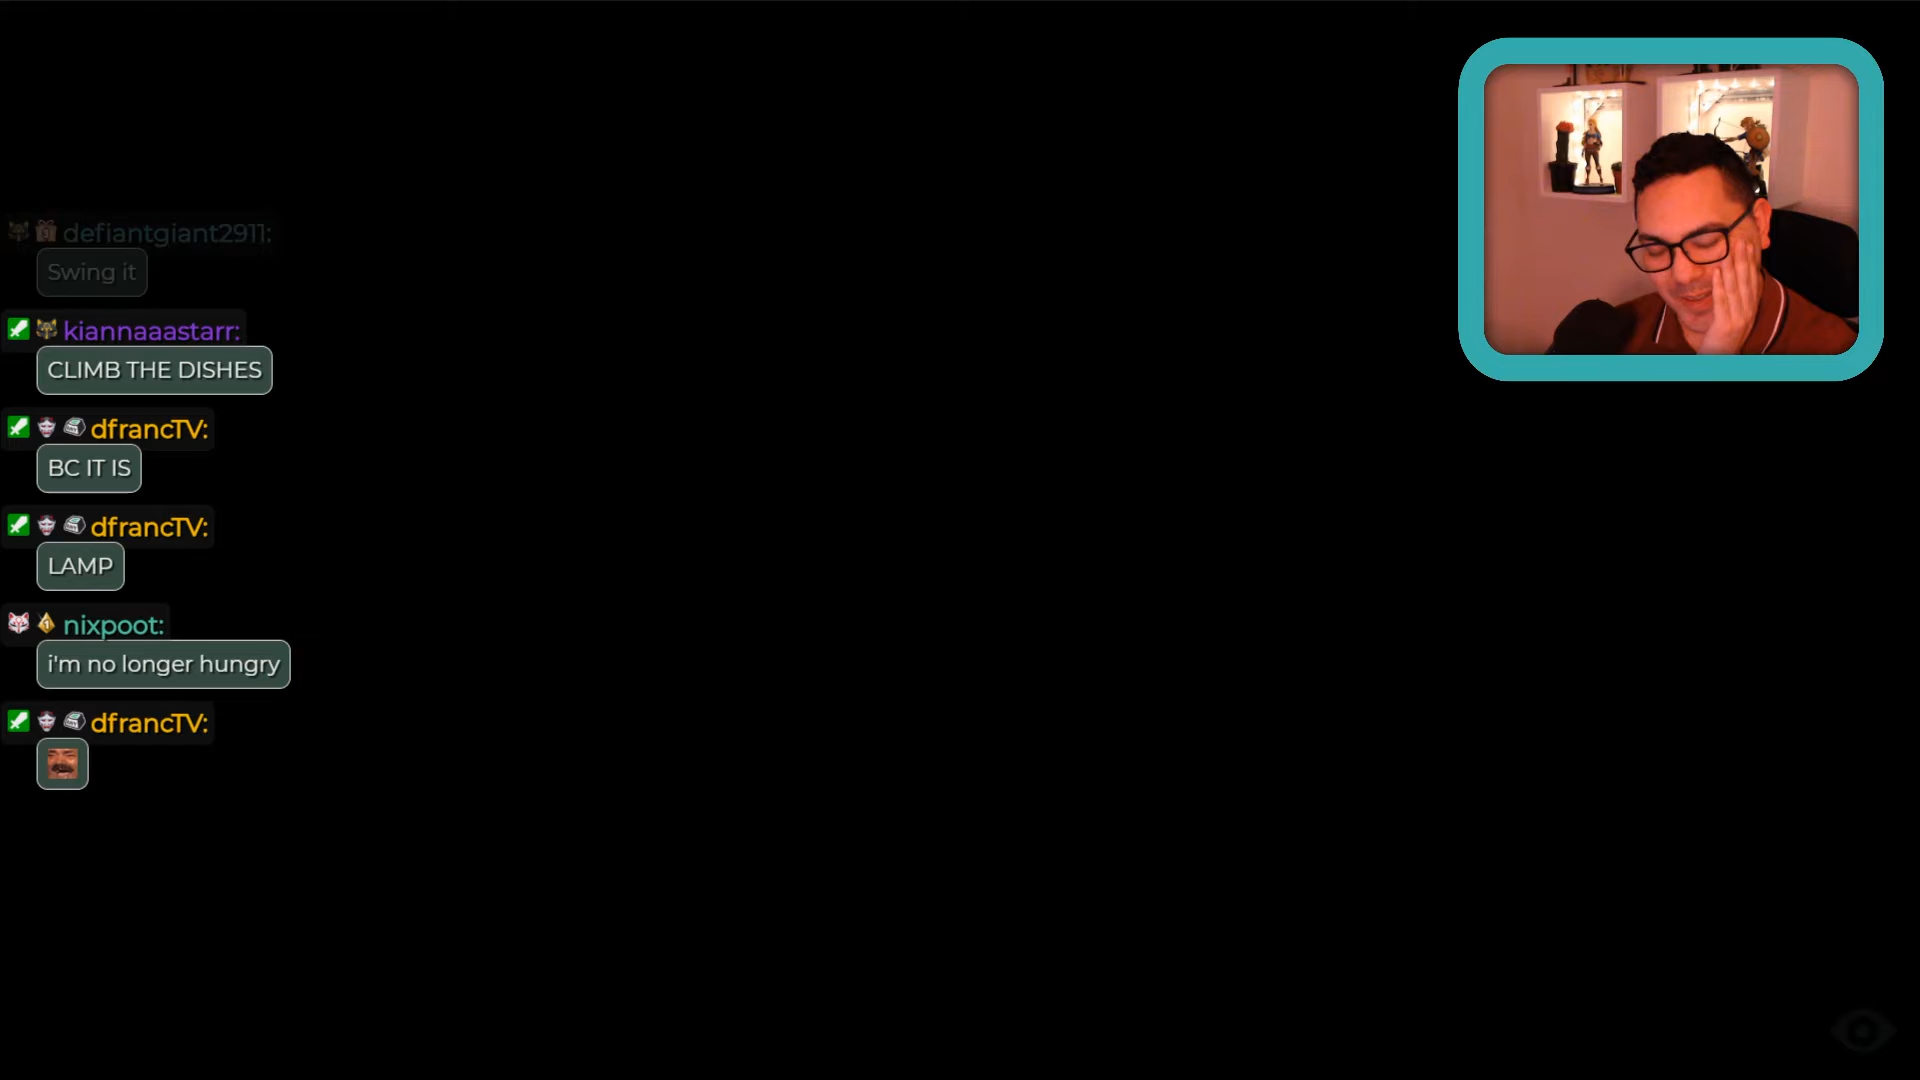 defiantgiant2911:
Swing it
kiannaaastarr:
CLIMB THE DISHES
dfrancTV:
BC IT IS
dfrancTV:
LAMP
nixpoot:
i'm no longer hungry
dfrancTV: